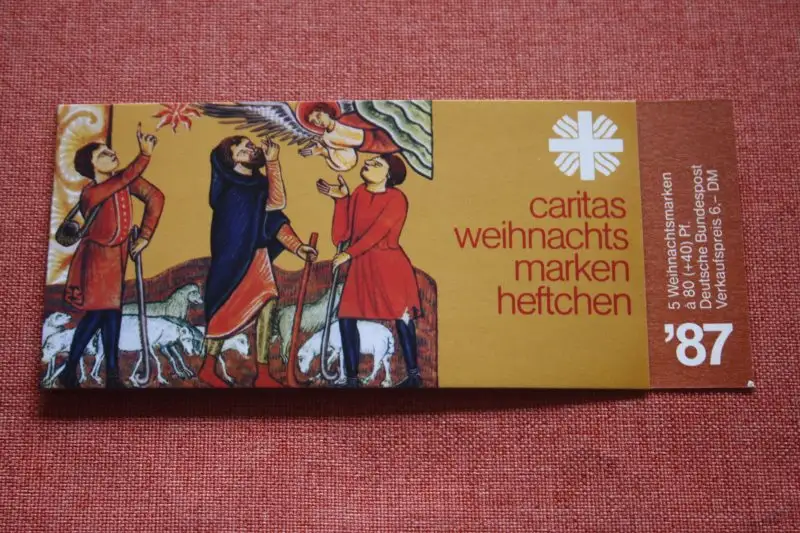 caritas
weihnachts
marken
heftchen
5 Weihnachtsmarken
à 80 (+40) Pf.
Deutsche Bundespost
Verkaufspreis 6,– DM
'87